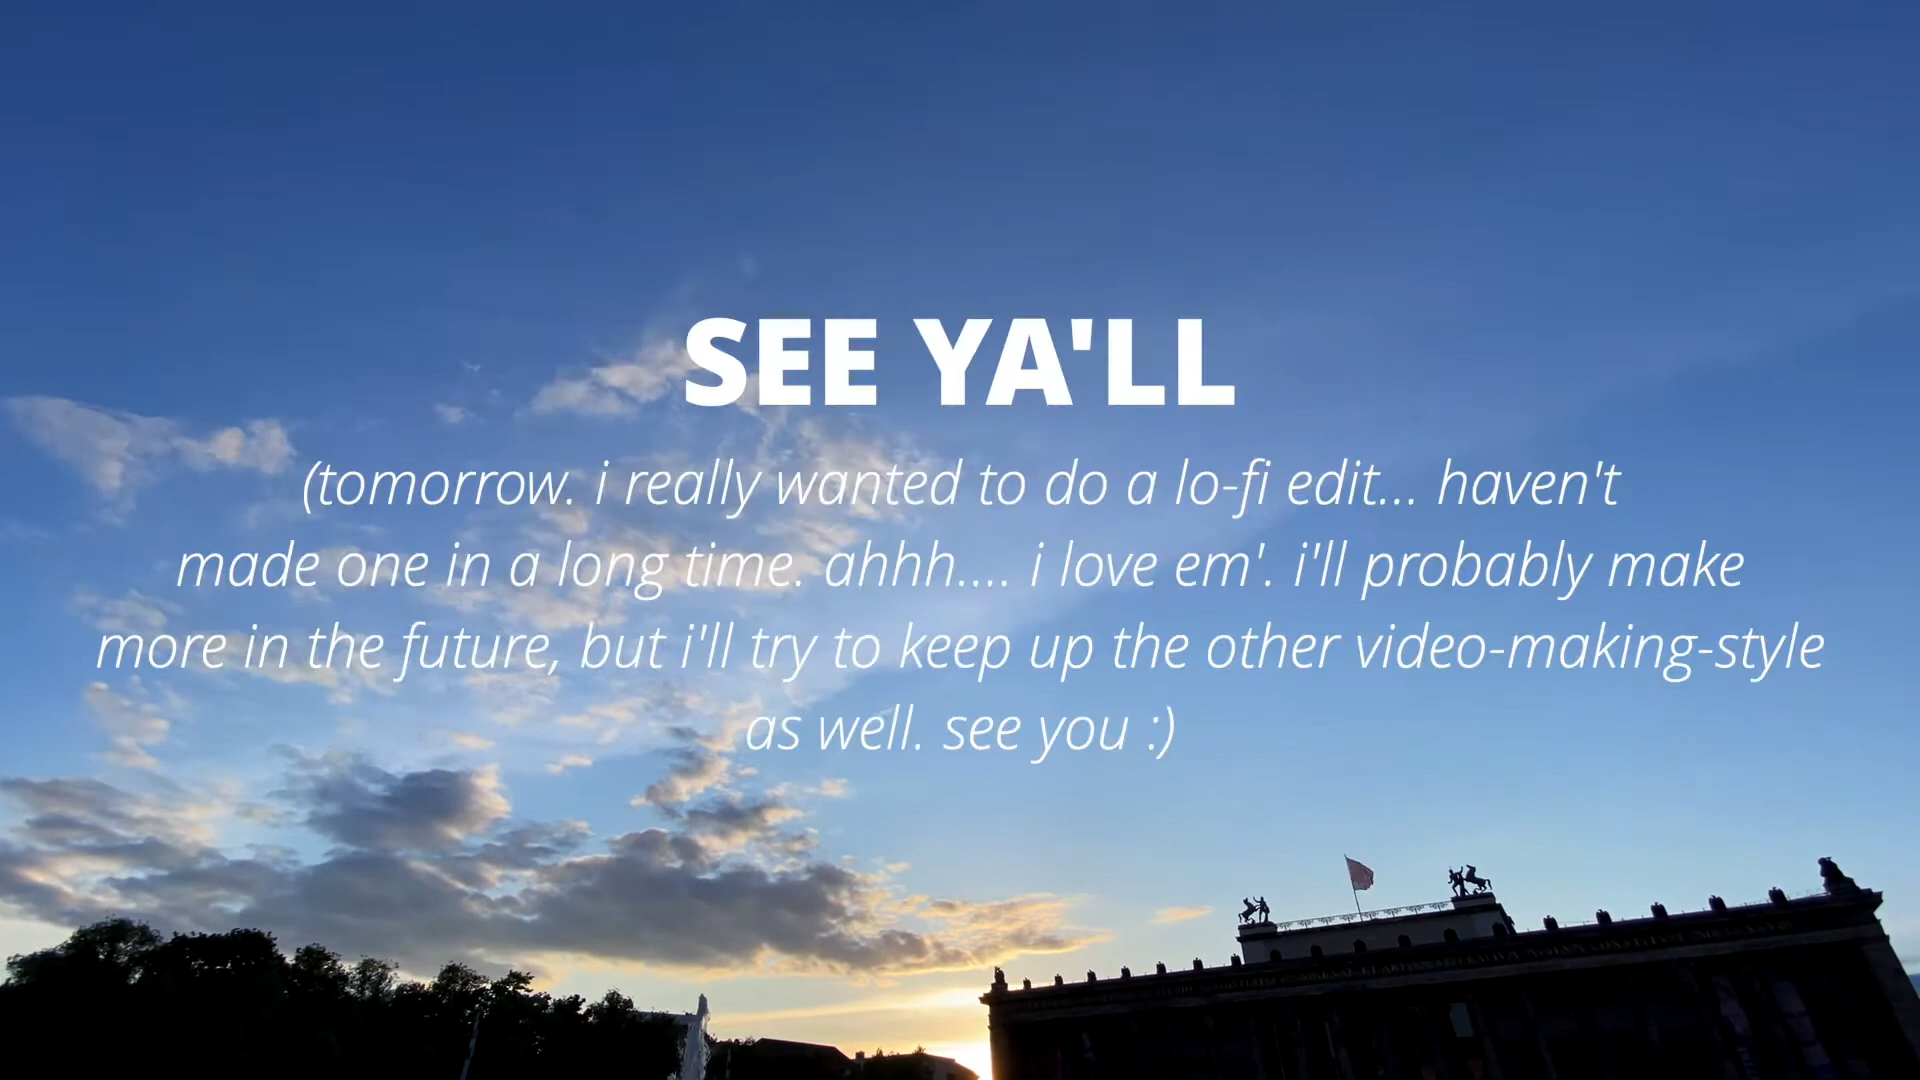 SEE YA'LL
(tomorrow. i really wanted to do a lo-fi edit... haven't
made one in a long time. ahhh.... i love em'. i'll probably make
more in the future, but i'll try to keep up the other video-making-style
as well. see you :)